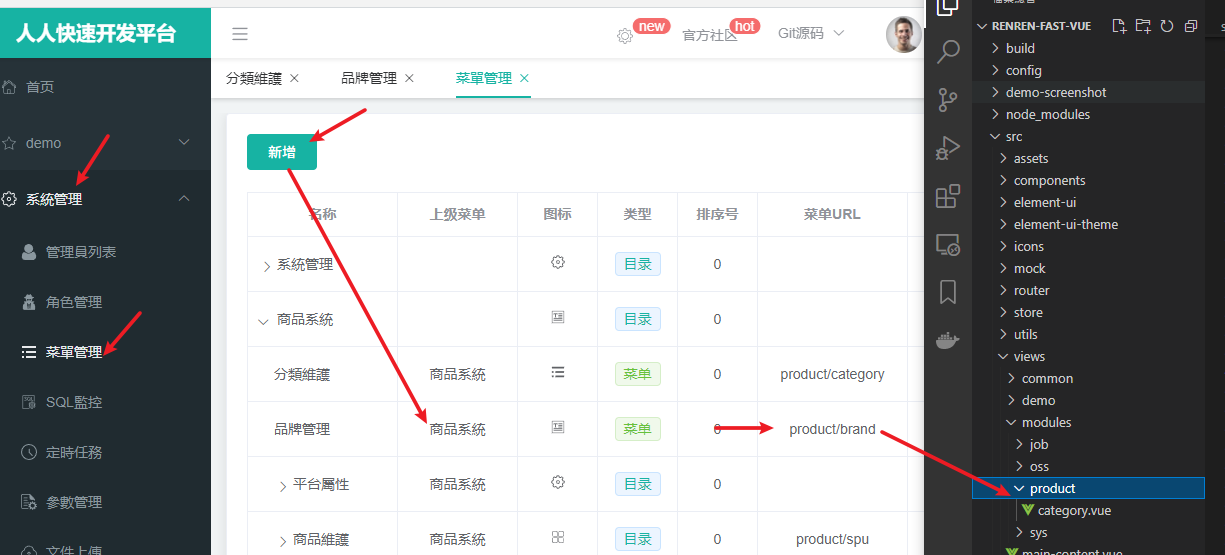 人人快速开发平台
首页
demo
系統管理
管理員列表
角色管理
菜單管理
SQL監控
定時任務
參數管理
文件上傳
new
官方社区
hot
Git源码
分類維護
品牌管理
菜單管理
新增
名称 上级菜单 图标 类型 排序号 菜单URL
系統管理 目录 0
商品系統 目录 0
分類維護 商品系統 菜单 0 product/category
品牌管理 商品系統 菜单 0 product/brand
平台屬性 商品系統 目录 0
商品維護 商品系統 菜单 0 product/spu
RENREN-FAST-VUE
build
config
demo-screenshot
node_modules
src
assets
components
element-ui
element-ui-theme
icons
mock
router
store
utils
views
common
demo
modules
job
oss
product
category.vue
sys
main-content.vue